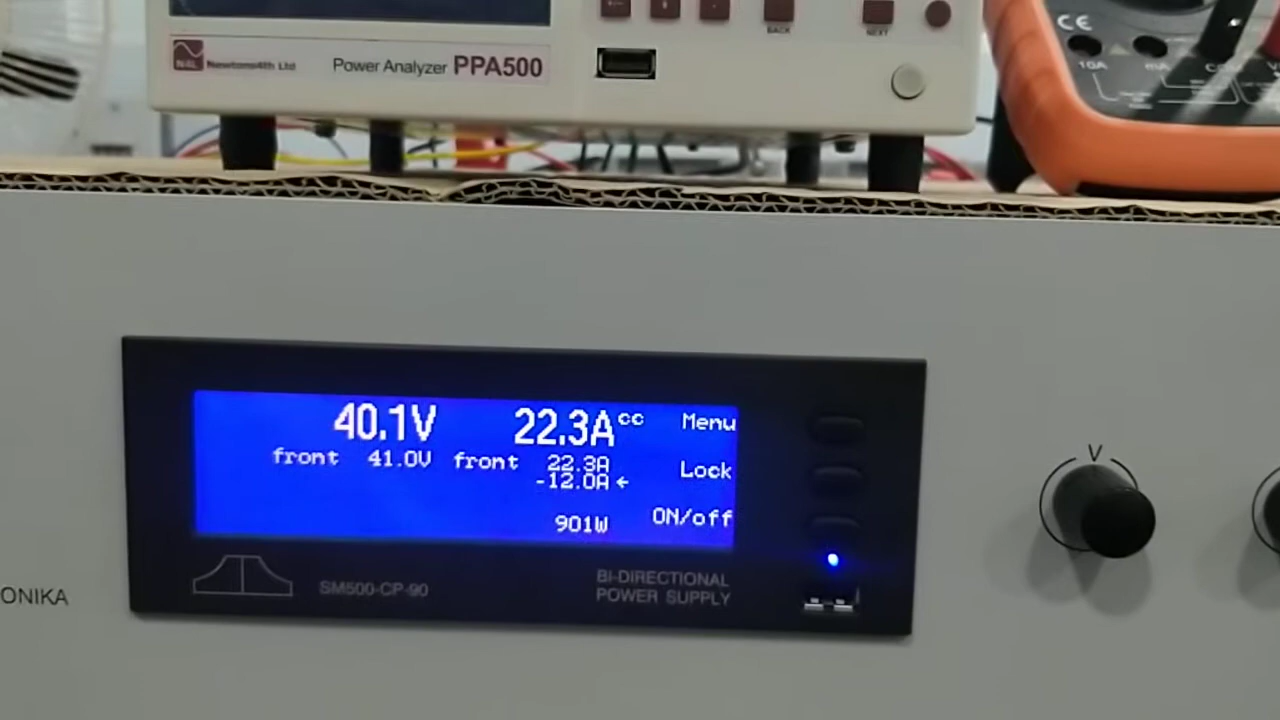 BACK
NEXT
N4L Newtons4th Ltd
Power Analyzer PPA500
CE
10A
40.1V 22.3A cc Menu
front 41.0V front 22.3A
-12.0A ← Lock
901W ON/off
SM500-CP-90
BI-DIRECTIONAL
POWER SUPPLY
ONIKA
V